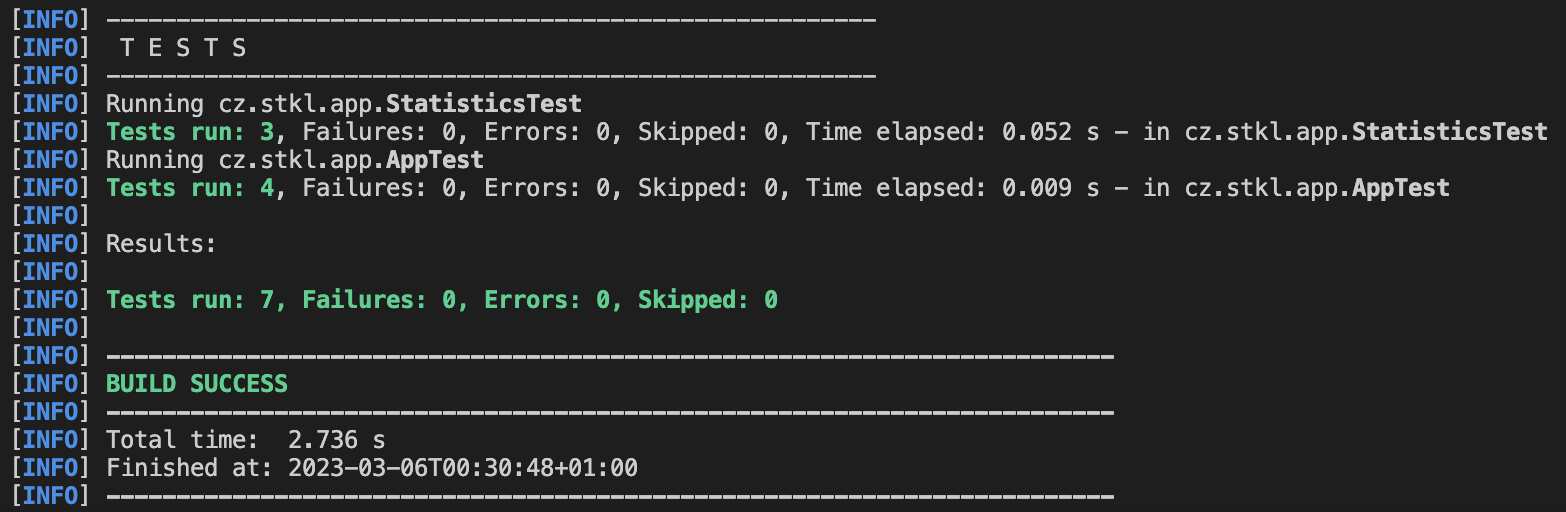 [INFO] -------------------------------------------------------
[INFO]  T E S T S
[INFO] -------------------------------------------------------
[INFO] Running cz.stkl.app.StatisticsTest
[INFO] Tests run: 3, Failures: 0, Errors: 0, Skipped: 0, Time elapsed: 0.052 s - in cz.stkl.app.StatisticsTest
[INFO] Running cz.stkl.app.AppTest
[INFO] Tests run: 4, Failures: 0, Errors: 0, Skipped: 0, Time elapsed: 0.009 s - in cz.stkl.app.AppTest
[INFO]
[INFO] Results:
[INFO]
[INFO] Tests run: 7, Failures: 0, Errors: 0, Skipped: 0
[INFO]
[INFO] ------------------------------------------------------------------------
[INFO] BUILD SUCCESS
[INFO] ------------------------------------------------------------------------
[INFO] Total time:  2.736 s
[INFO] Finished at: 2023-03-06T00:30:48+01:00
[INFO] ------------------------------------------------------------------------